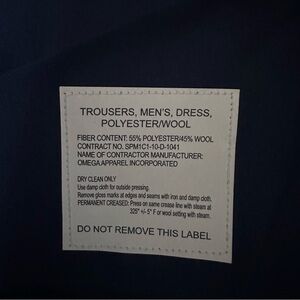 TROUSERS, MEN'S, DRESS,
POLYESTER/WOOL
FIBER CONTENT: 55% POLYESTER/45% WOOL
CONTRACT NO. SPM1C1-10-D-1041
NAME OF CONTRACTOR MANUFACTURER:
OMEGA APPAREL INCORPORATED
DRY CLEAN ONLY
Use damp cloth for outside pressing.
Remove gloss marks at edges and seams with iron and damp cloth.
PERMANENT CREASED: Press on same crease line with steam at
325° +/-5° F or wool setting with steam.
DO NOT REMOVE THIS LABEL